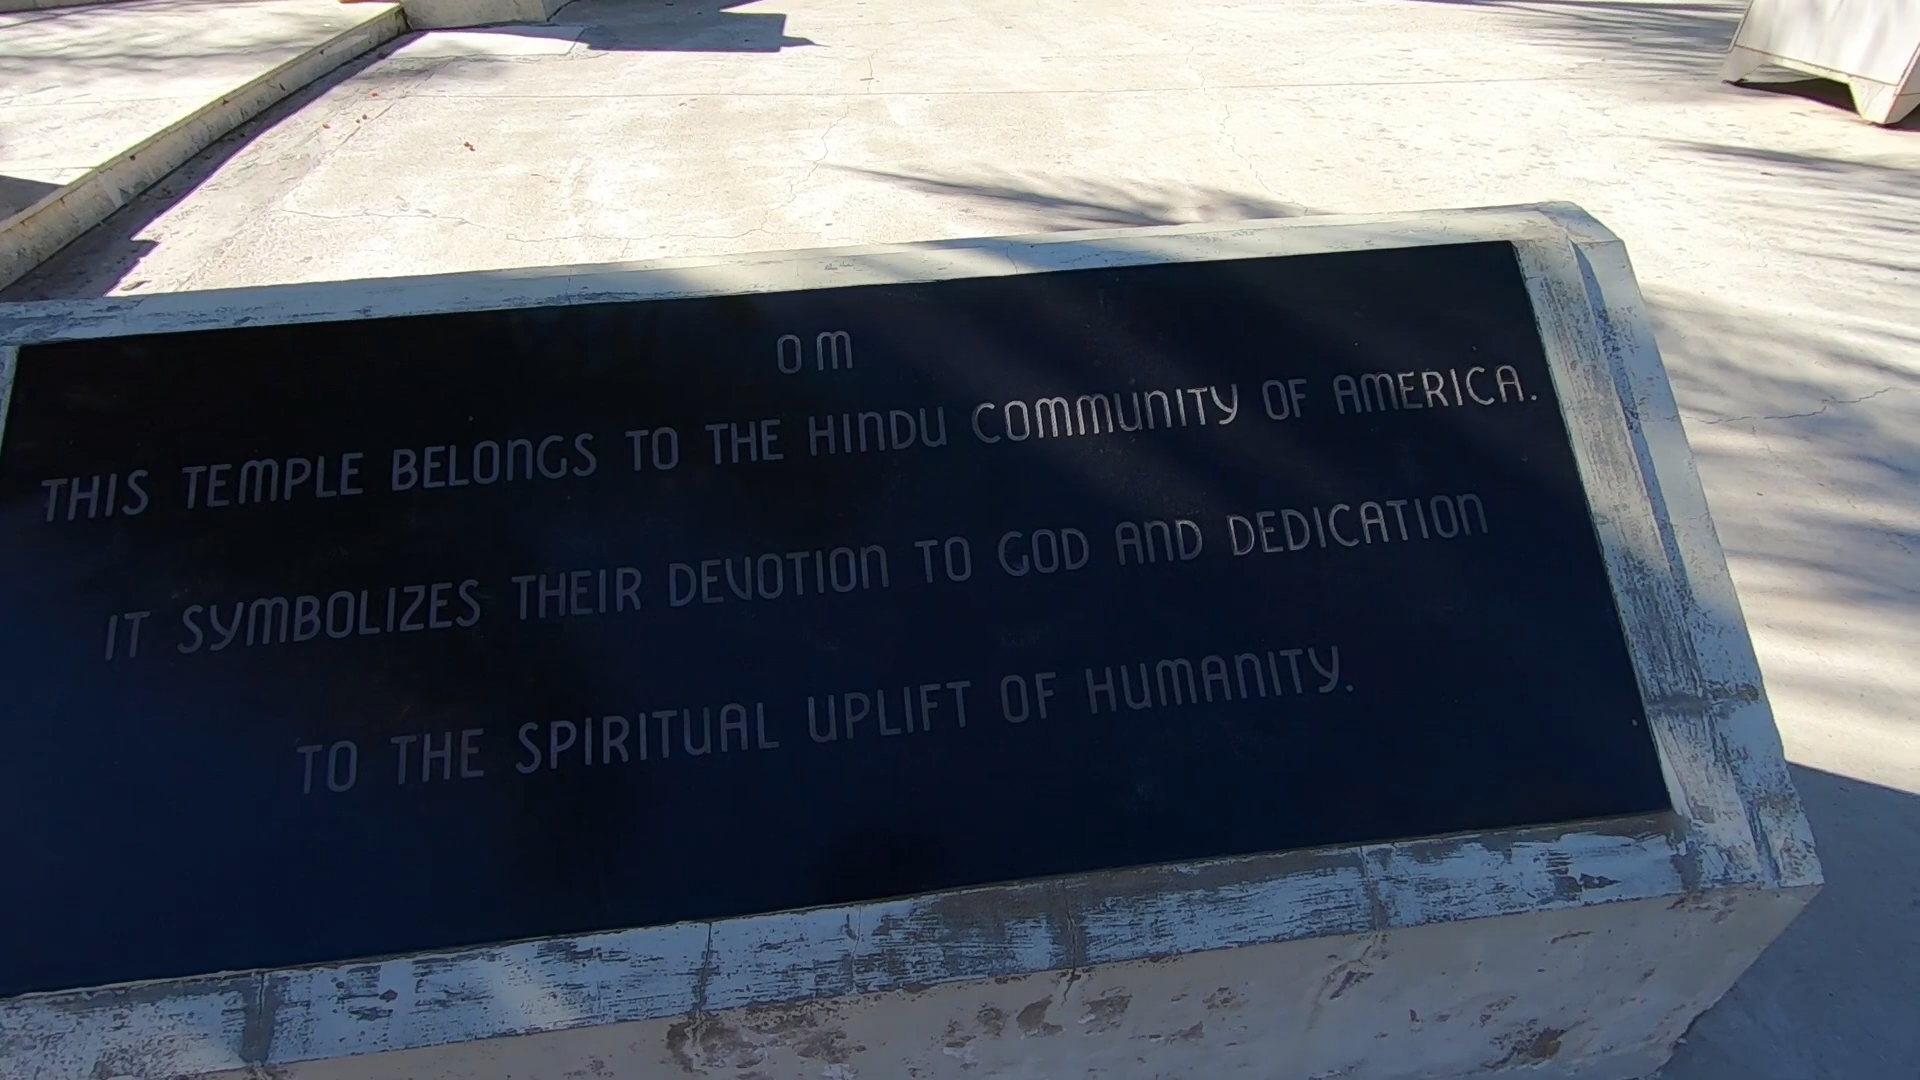 OM
THIS TEMPLE BELONGS TO THE HINDU COMMUNITY OF AMERICA.
IT SYMBOLIZES THEIR DEVOTION TO GOD AND DEDICATION
TO THE SPIRITUAL UPLIFT OF HUMANITY.